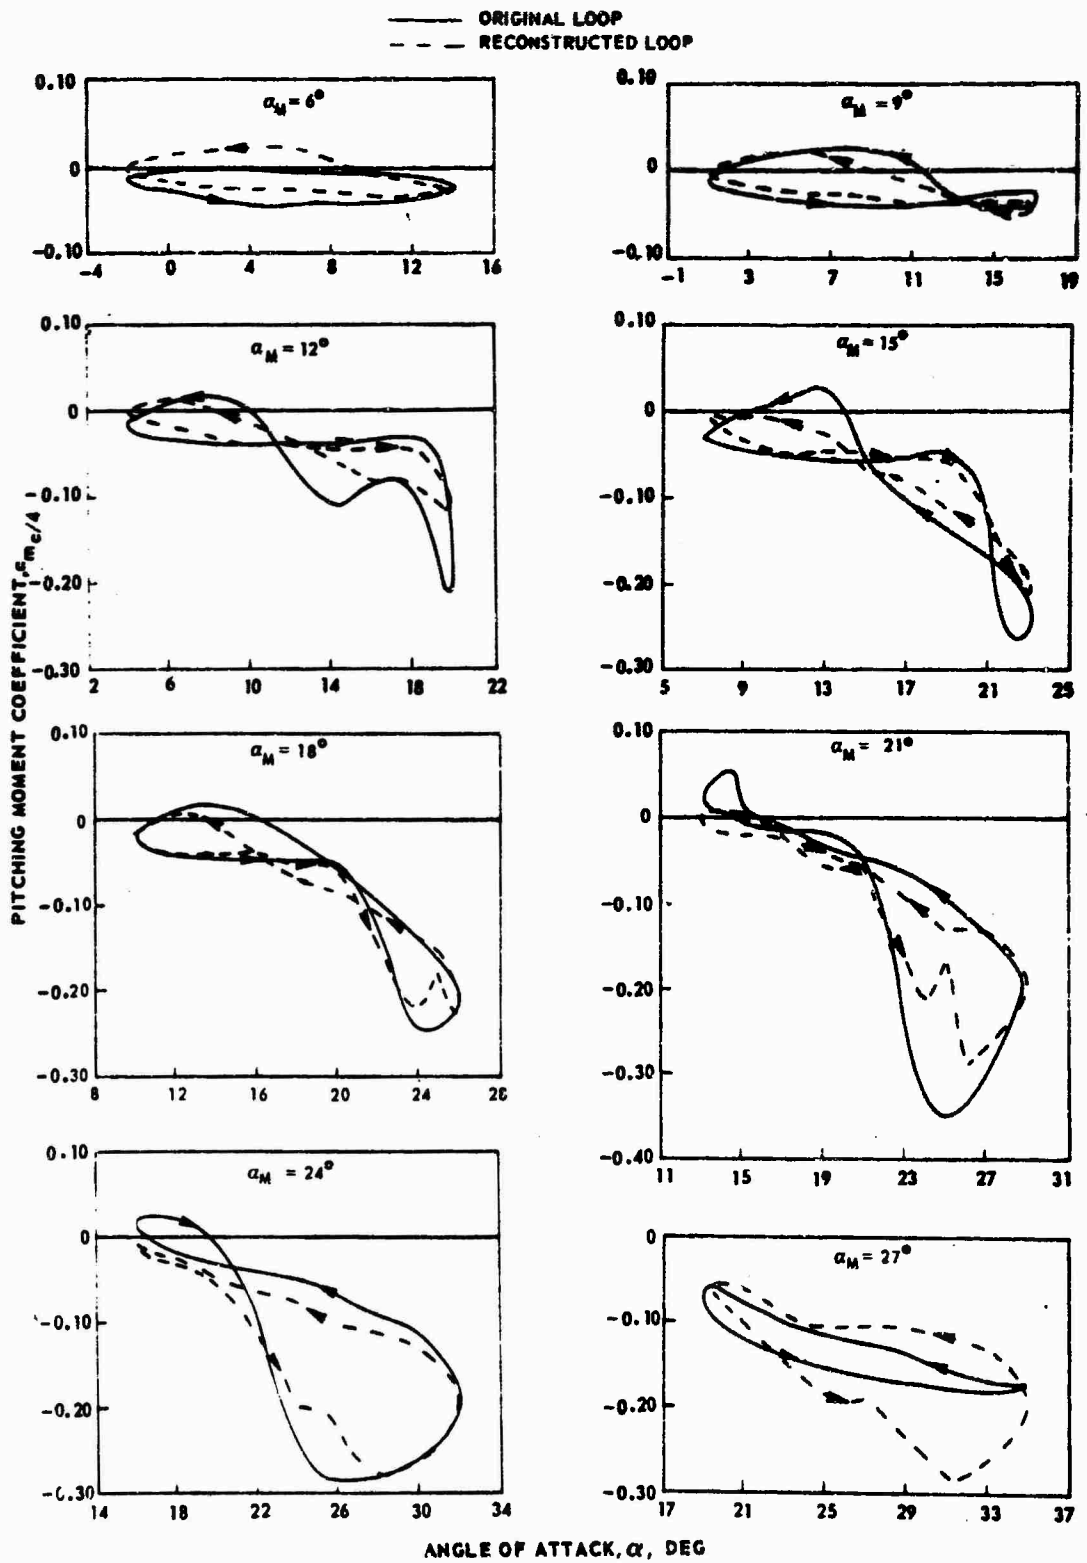 ORIGINAL LOOP
RECONSTRUCTED LOOP
αM = 6°
0.10
0
-0.10
-4 0 4 8 12 16
αM = 9°
0.10
0
-0.10
-1 3 7 11 15 19
αM = 12°
0.10
0
-0.10
-0.20
-0.30
2 6 10 14 18 22
αM = 15°
0.10
0
-0.10
-0.20
-0.30
5 9 13 17 21 25
PITCHING MOMENT COEFFICIENT, cmc/4
αM = 18°
0.10
0
-0.10
-0.20
-0.30
8 12 16 20 24 28
αM = 21°
0.10
0
-0.10
-0.20
-0.30
-0.40
11 15 19 23 27 31
αM = 24°
0.10
0
-0.10
-0.20
-0.30
14 18 22 26 30 34
αM = 27°
0
-0.10
-0.20
-0.30
17 21 25 29 33 37
ANGLE OF ATTACK, α, DEG